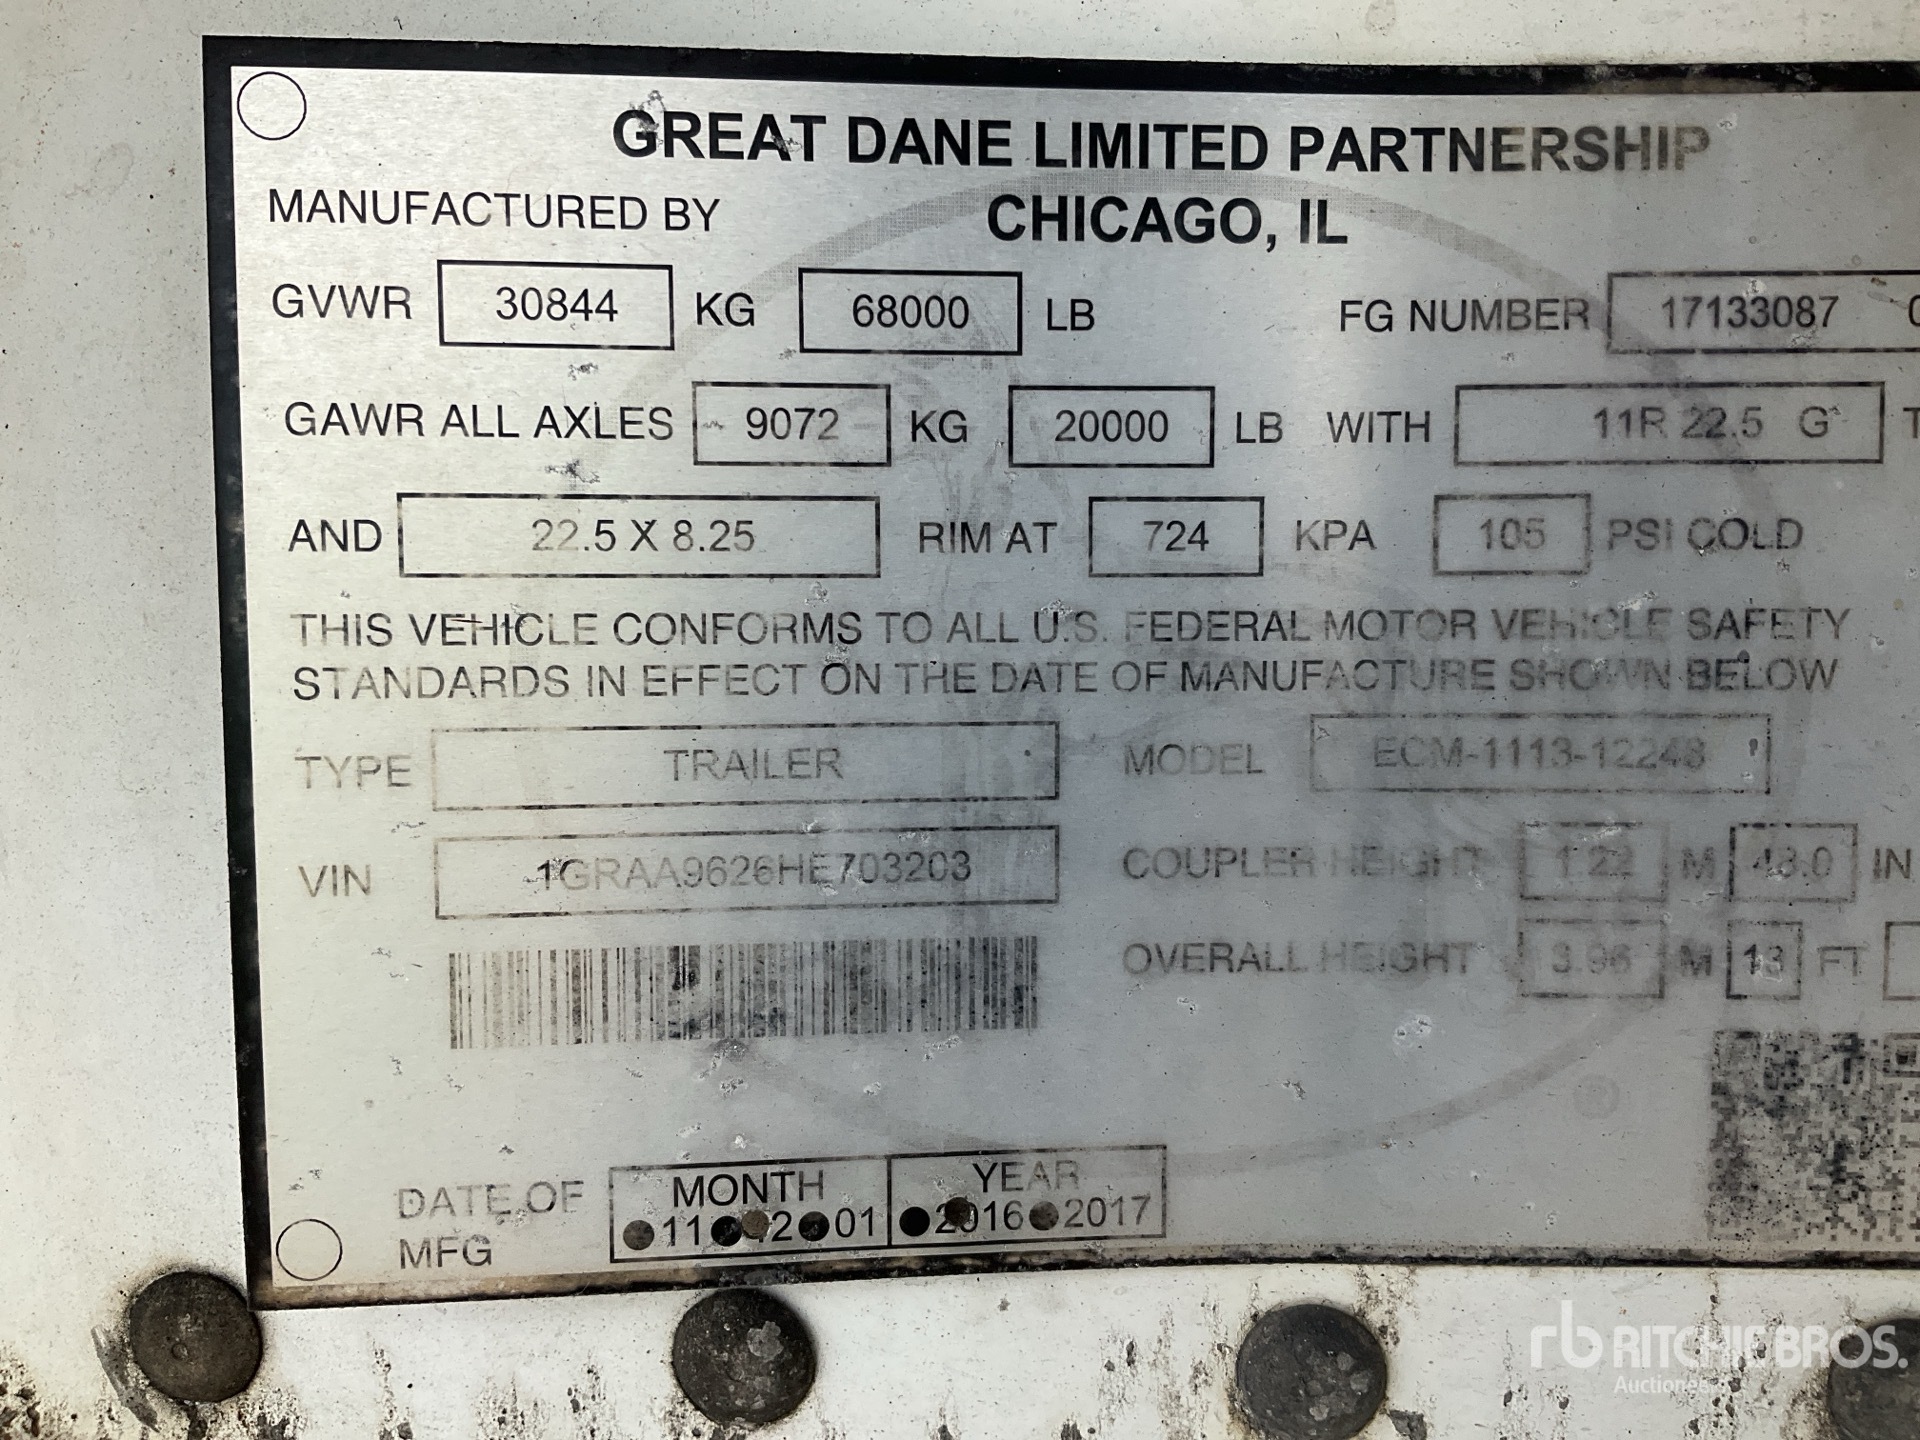 GREAT DANE LIMITED PARTNERSHIP
MANUFACTURED BY CHICAGO, IL
GVWR 30844 KG 68000 LB FG NUMBER 17133087
GAWR ALL AXLES 9072 KG 20000 LB WITH 11R 22.5 G
AND 22.5 X 8.25 RIM AT 724 KPA 105 PSI COLD
THIS VEHICLE CONFORMS TO ALL U.S. FEDERAL MOTOR VEHICLE SAFETY
STANDARDS IN EFFECT ON THE DATE OF MANUFACTURE SHOWN BELOW
TYPE TRAILER MODEL ECM-1113-12248
VIN 1GRAA9626HE703203 COUPLER HEIGHT 1.22 M 48.0 IN
OVERALL HEIGHT 3.96 M 13 FT
DATE OF MFG MONTH YEAR
11 12 01 2016 2017
rb RITCHIE BROS.
Auctioneers